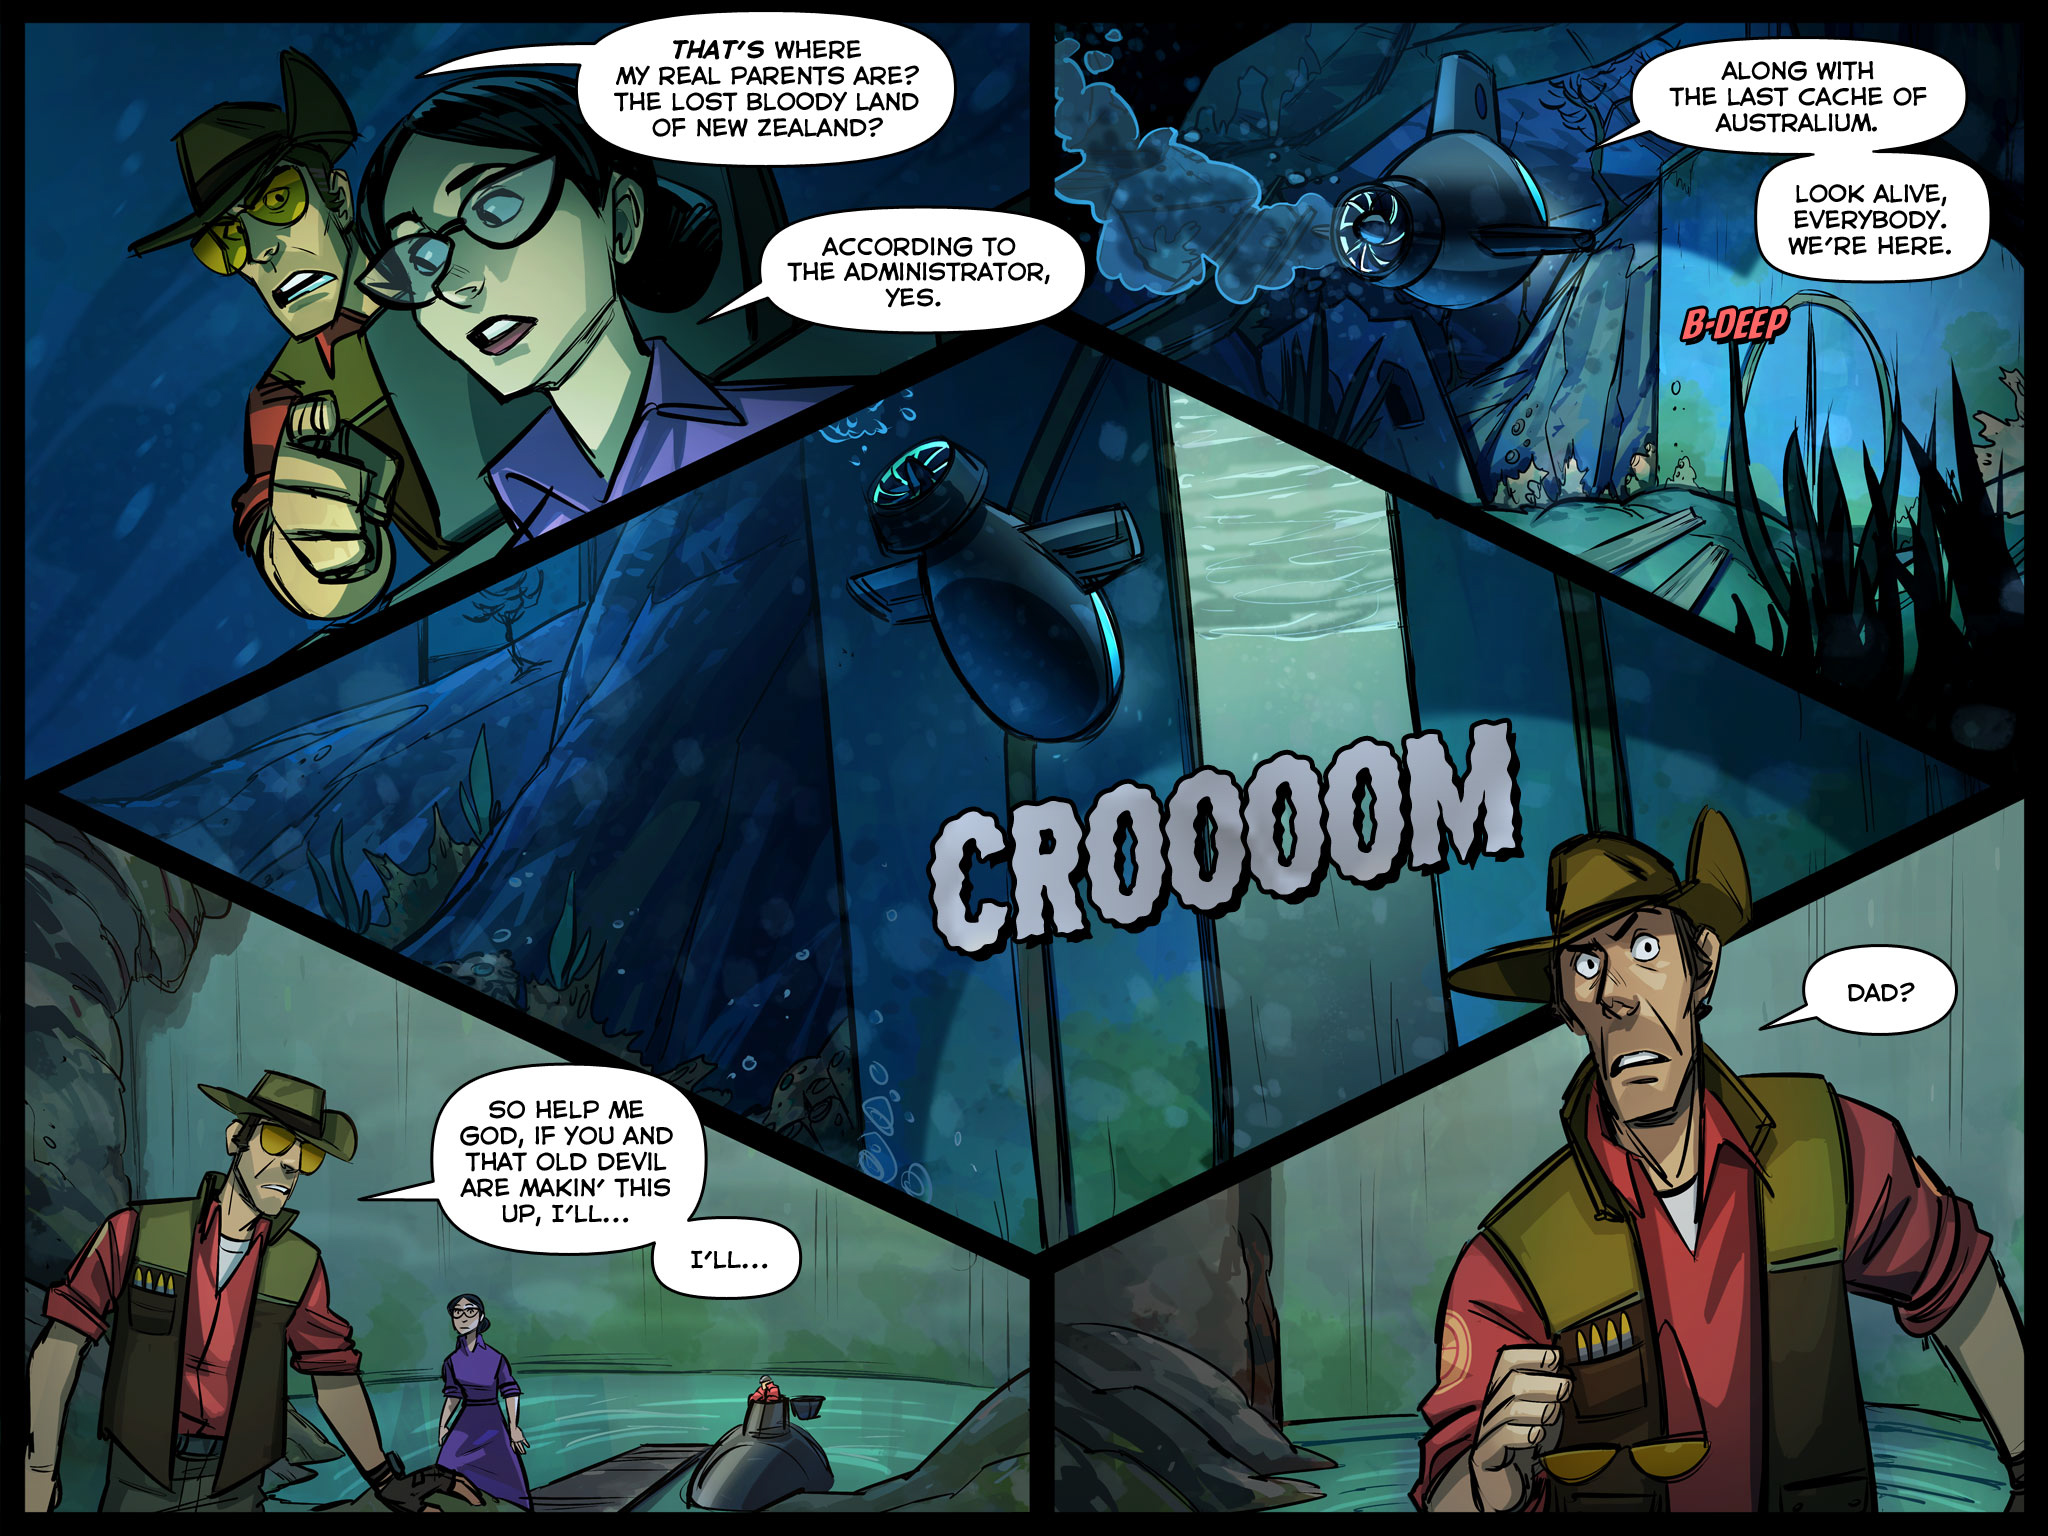 THAT'S WHERE
MY REAL PARENTS ARE?
THE LOST BLOODY LAND
OF NEW ZEALAND?
ACCORDING TO
THE ADMINISTRATOR,
YES.
ALONG WITH
THE LAST CACHE OF
AUSTRALIUM.
LOOK ALIVE,
EVERYBODY.
WE'RE HERE.
B-DEEP
CROOOOM
SO HELP ME
GOD, IF YOU AND
THAT OLD DEVIL
ARE MAKIN' THIS
UP, I'LL...
I'LL...
DAD?